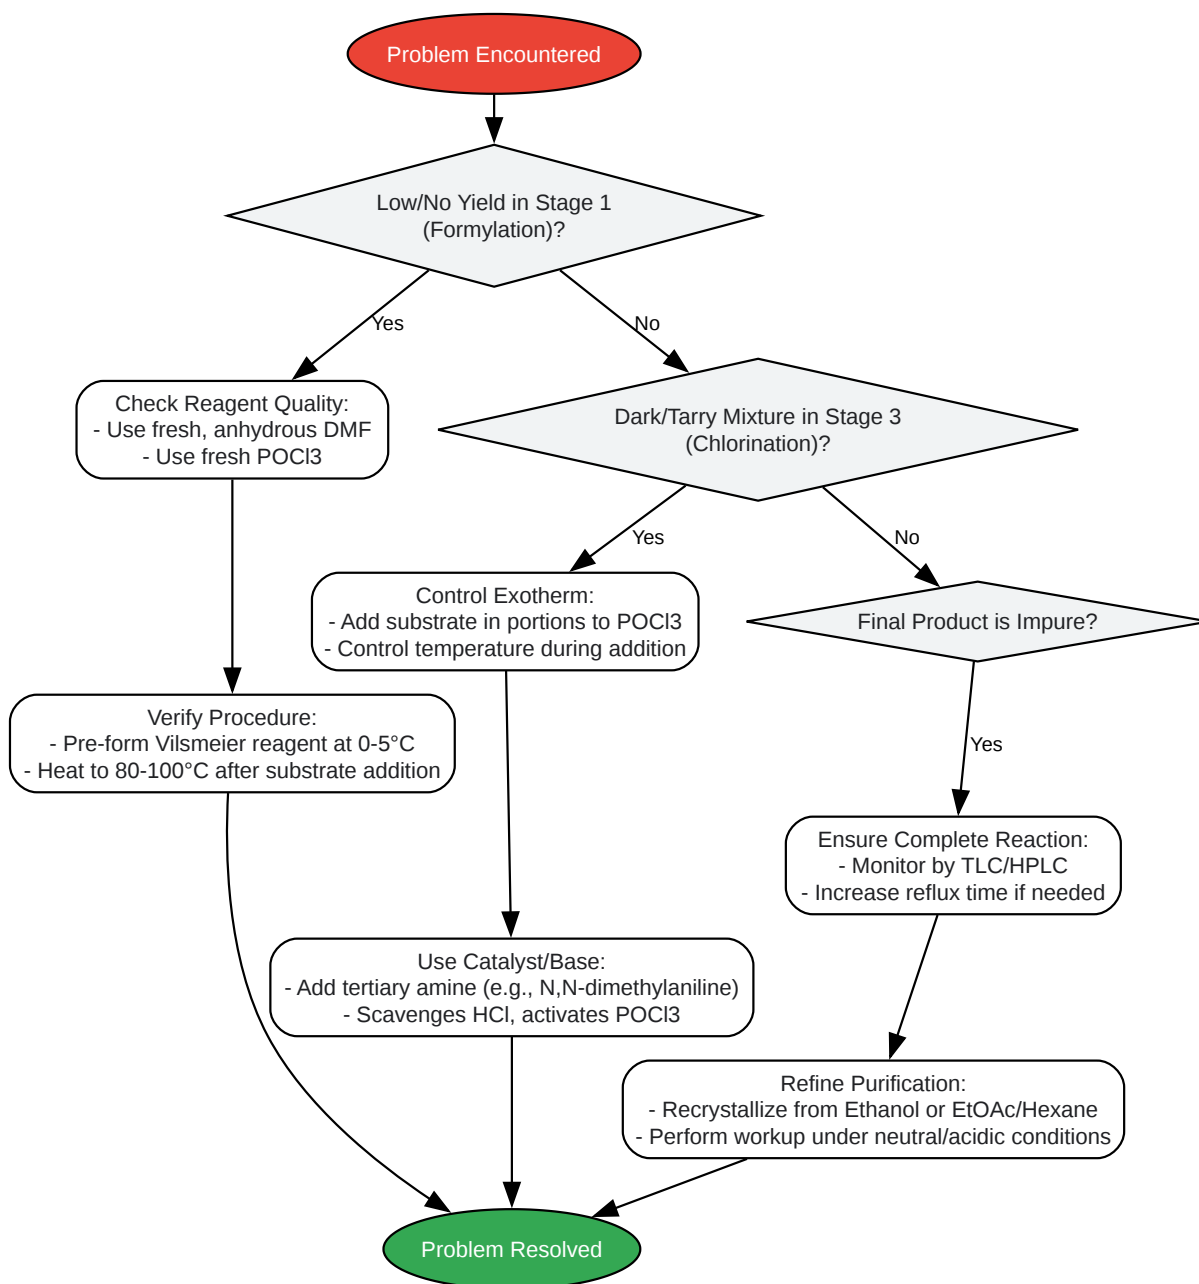 Problem Encountered
Low/No Yield in Stage 1
(Formylation)?
Yes
No
Check Reagent Quality:
- Use fresh, anhydrous DMF
- Use fresh POCl3
Dark/Tarry Mixture in Stage 3
(Chlorination)?
Yes
No
Control Exotherm:
- Add substrate in portions to POCl3
- Control temperature during addition
Final Product is Impure?
Verify Procedure:
- Pre-form Vilsmeier reagent at 0-5°C
- Heat to 80-100°C after substrate addition
Yes
Ensure Complete Reaction:
- Monitor by TLC/HPLC
- Increase reflux time if needed
Use Catalyst/Base:
- Add tertiary amine (e.g., N,N-dimethylaniline)
- Scavenges HCl, activates POCl3
Refine Purification:
- Recrystallize from Ethanol or EtOAc/Hexane
- Perform workup under neutral/acidic conditions
Problem Resolved